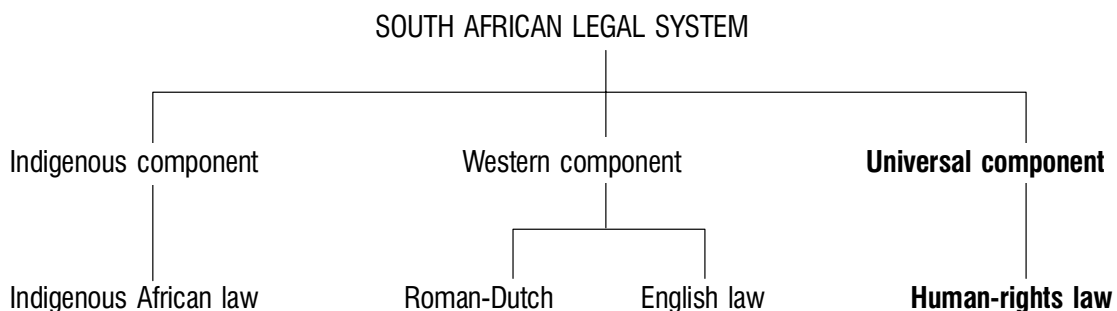 SOUTH AFRICAN LEGAL SYSTEM
Indigenous component Western component Universal component
Indigenous African law Roman-Dutch English law Human-rights law